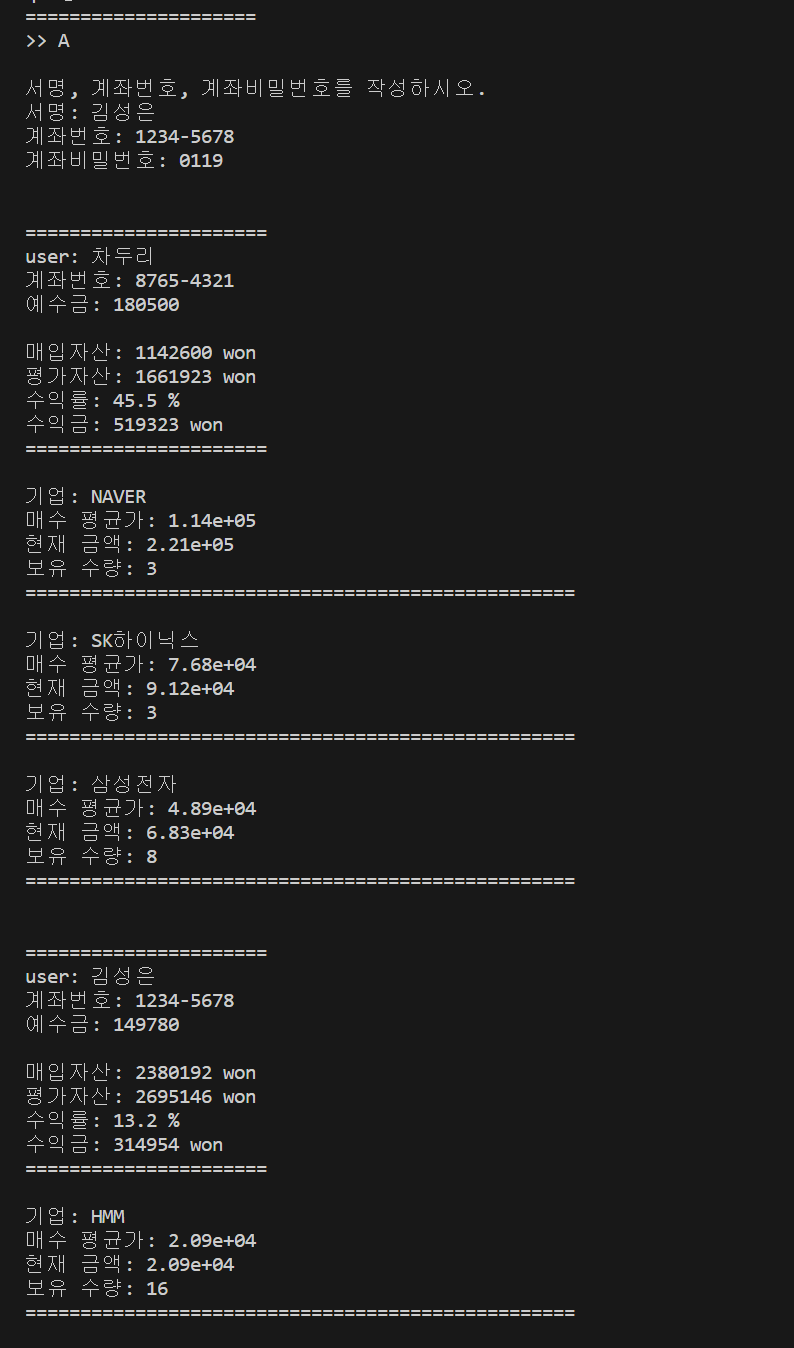 =====================
>> A
서명, 계좌번호, 계좌비밀번호를 작성하시오.
서명: 김성은
계좌번호: 1234-5678
계좌비밀번호: 0119
======================
user: 차두리
계좌번호: 8765-4321
예수금: 180500
매입자산: 1142600 won
평가자산: 1661923 won
수익률: 45.5 %
수익금: 519323 won
======================
기업: NAVER
매수 평균가: 1.14e+05
현재 금액: 2.21e+05
보유 수량: 3
==================================================
기업: SK하이닉스
매수 평균가: 7.68e+04
현재 금액: 9.12e+04
보유 수량: 3
==================================================
기업: 삼성전자
매수 평균가: 4.89e+04
현재 금액: 6.83e+04
보유 수량: 8
==================================================
======================
user: 김성은
계좌번호: 1234-5678
예수금: 149780
매입자산: 2380192 won
평가자산: 2695146 won
수익률: 13.2 %
수익금: 314954 won
======================
기업: HMM
매수 평균가: 2.09e+04
현재 금액: 2.09e+04
보유 수량: 16
==================================================